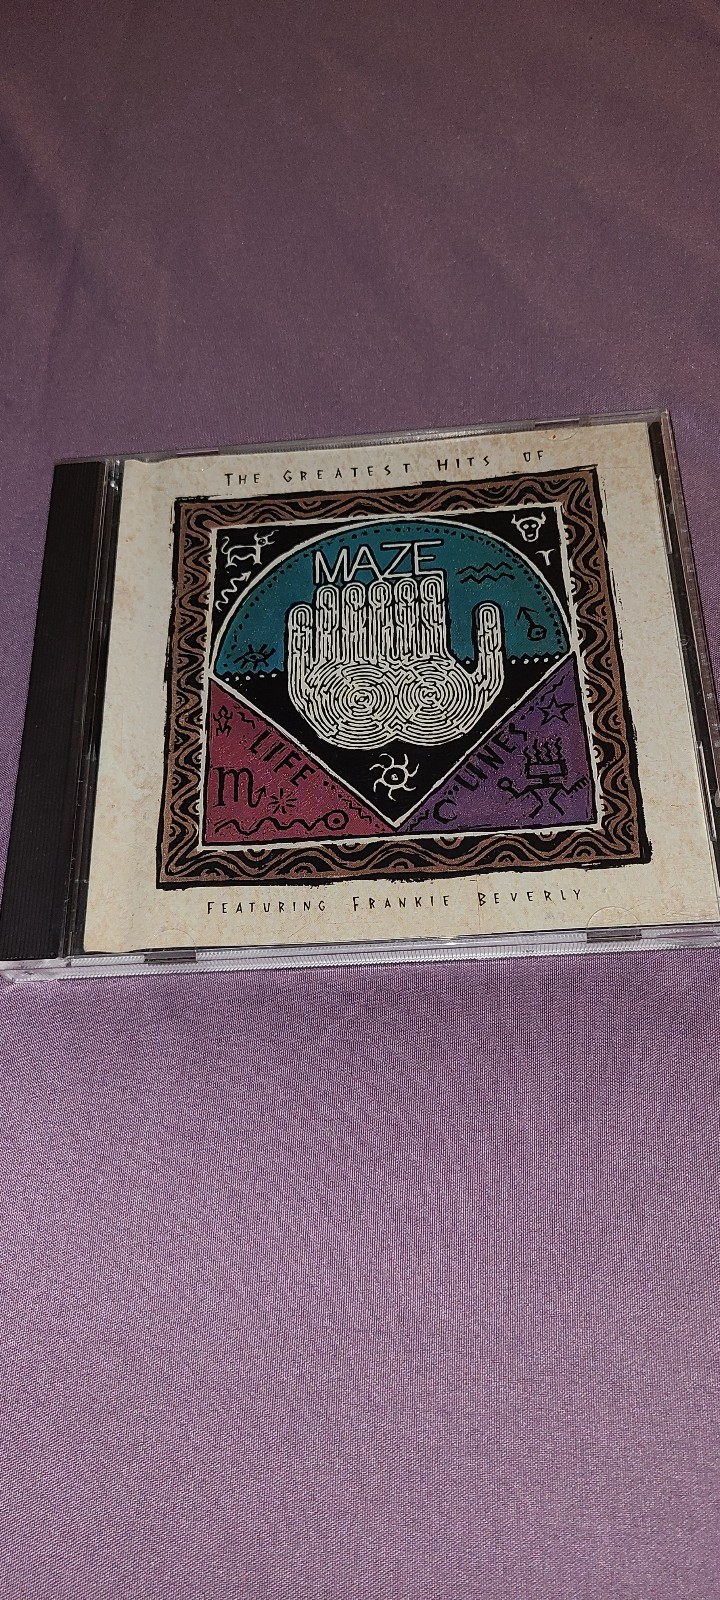 THE GREATEST HITS OF
MAZE
LIFE
LINES
FEATURING FRANKIE BEVERLY